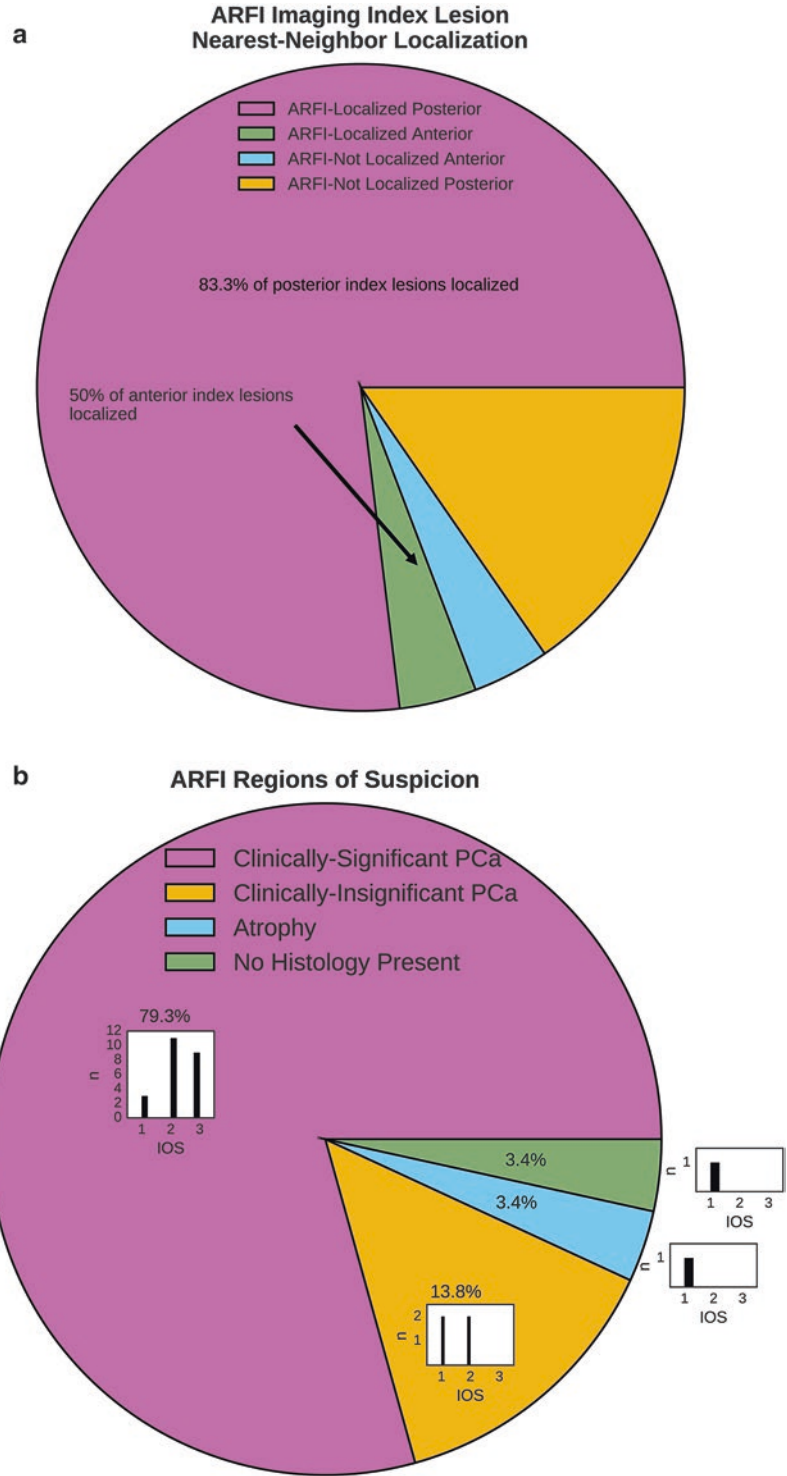 a
ARFI Imaging Index Lesion
Nearest-Neighbor Localization
ARFI-Localized Posterior
ARFI-Localized Anterior
ARFI-Not Localized Anterior
ARFI-Not Localized Posterior
83.3% of posterior index lesions localized
50% of anterior index lesions
localized
b
ARFI Regions of Suspicion
Clinically-Significant PCa
Clinically-Insignificant PCa
Atrophy
No Histology Present
79.3%
12
10
8
6
4
2
0
n
1 2 3
IOS
3.4%
n
1
1 2 3
IOS
3.4%
n
1
1 2 3
IOS
13.8%
2
1
n
1 2 3
IOS